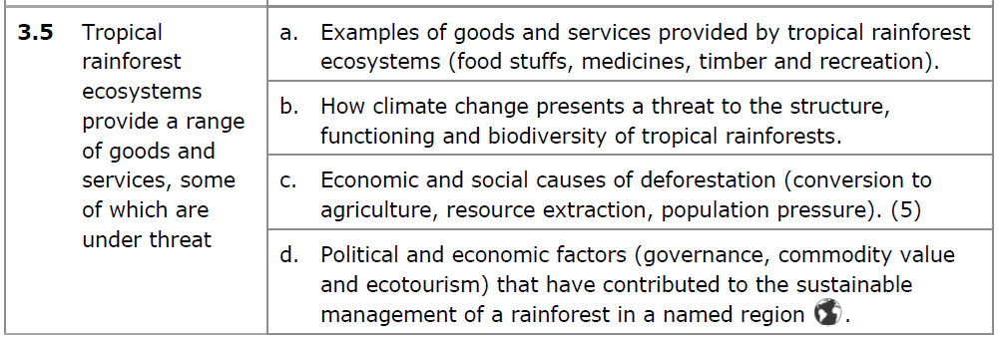 3.5 Tropical
rainforest
ecosystems
provide a range
of goods and
services, some
of which are
under threat
a. Examples of goods and services provided by tropical rainforest
ecosystems (food stuffs, medicines, timber and recreation).
b. How climate change presents a threat to the structure,
functioning and biodiversity of tropical rainforests.
c. Economic and social causes of deforestation (conversion to
agriculture, resource extraction, population pressure). (5)
d. Political and economic factors (governance, commodity value
and ecotourism) that have contributed to the sustainable
management of a rainforest in a named region .